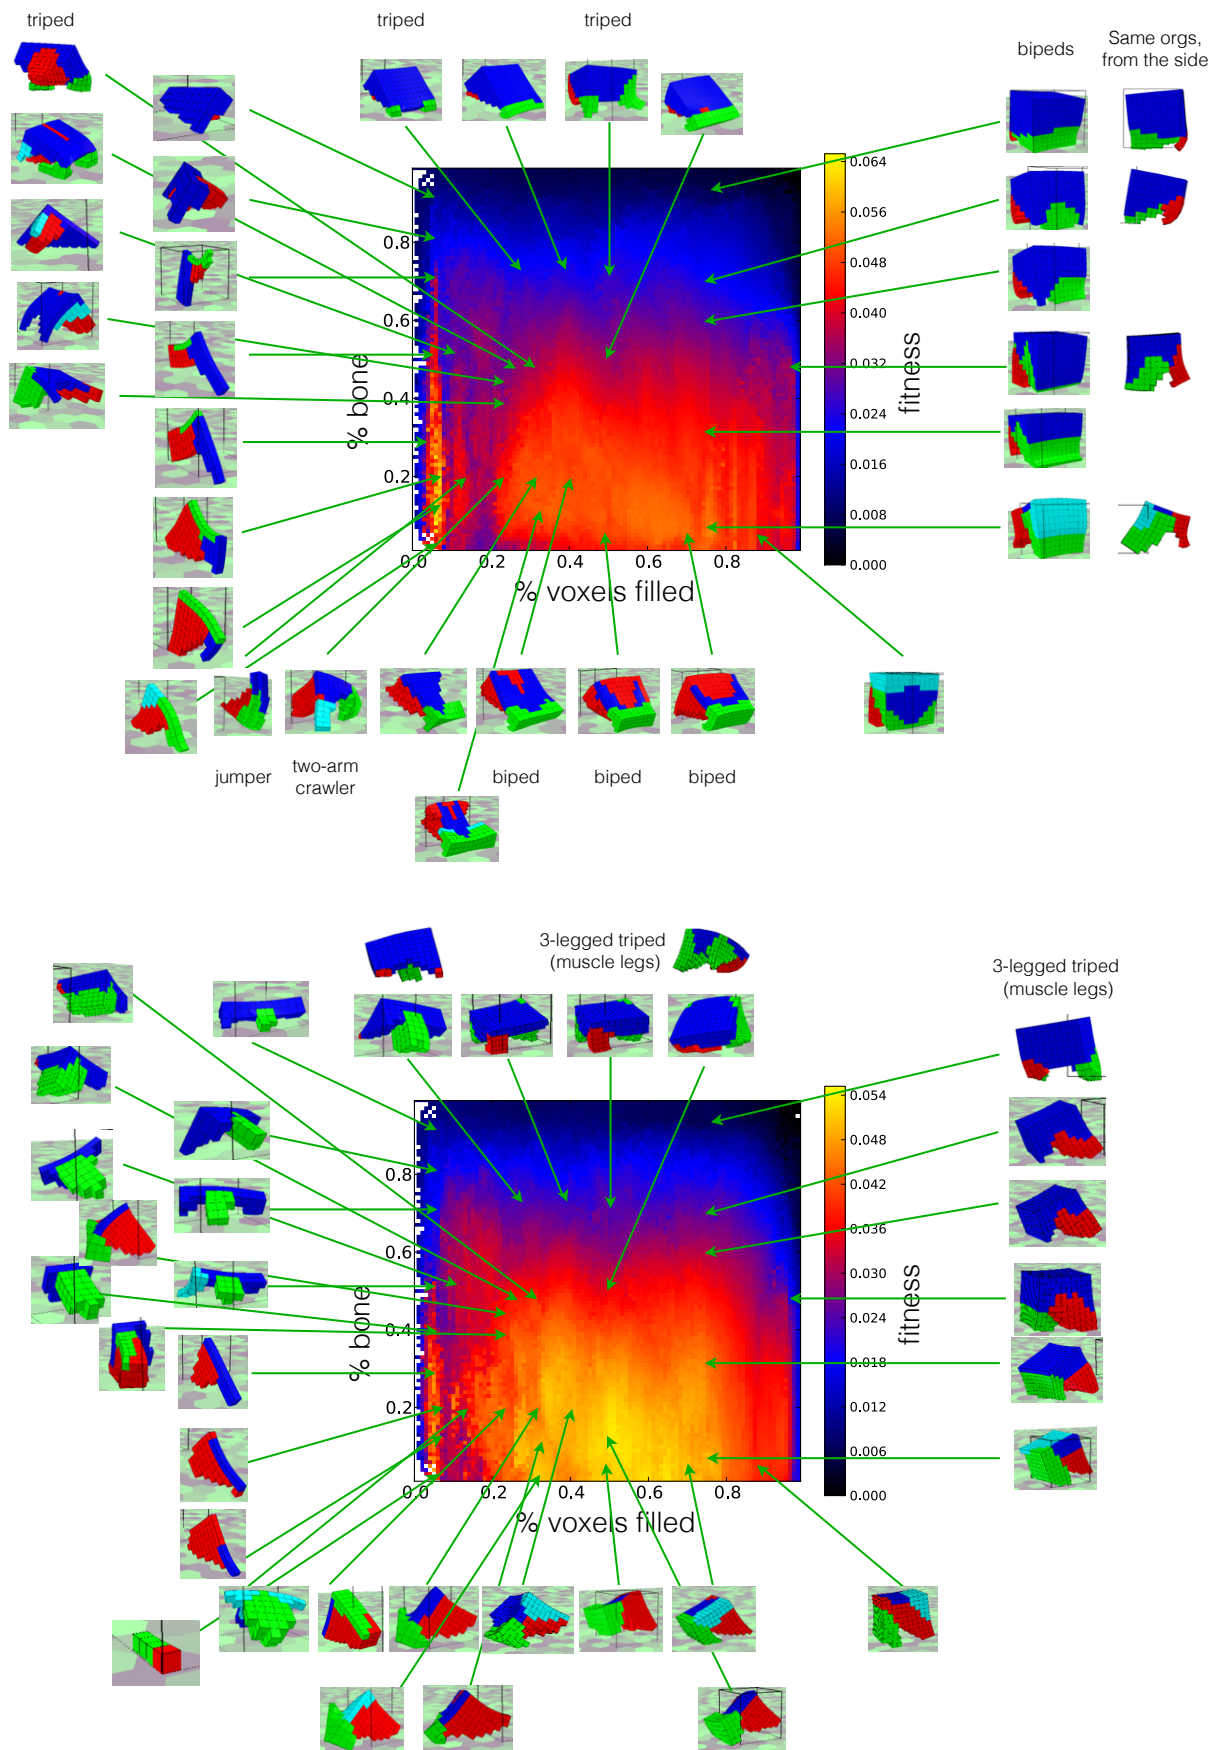 triped
triped
triped
bipeds
Same orgs,
from the side
0.8
0.6
0.4
0.2
% bone
0.0
0.2
0.4
0.6
0.8
% voxels filled
0.064
0.056
0.048
0.040
0.032
0.024
0.016
0.008
0.000
fitness
jumper
two-arm
crawler
biped
biped
biped
3-legged triped
(muscle legs)
3-legged triped
(muscle legs)
0.8
0.6
0.4
0.2
% bone
0.0
0.2
0.4
0.6
0.8
% voxels filled
0.054
0.048
0.042
0.036
0.030
0.024
0.018
0.012
0.006
0.000
fitness